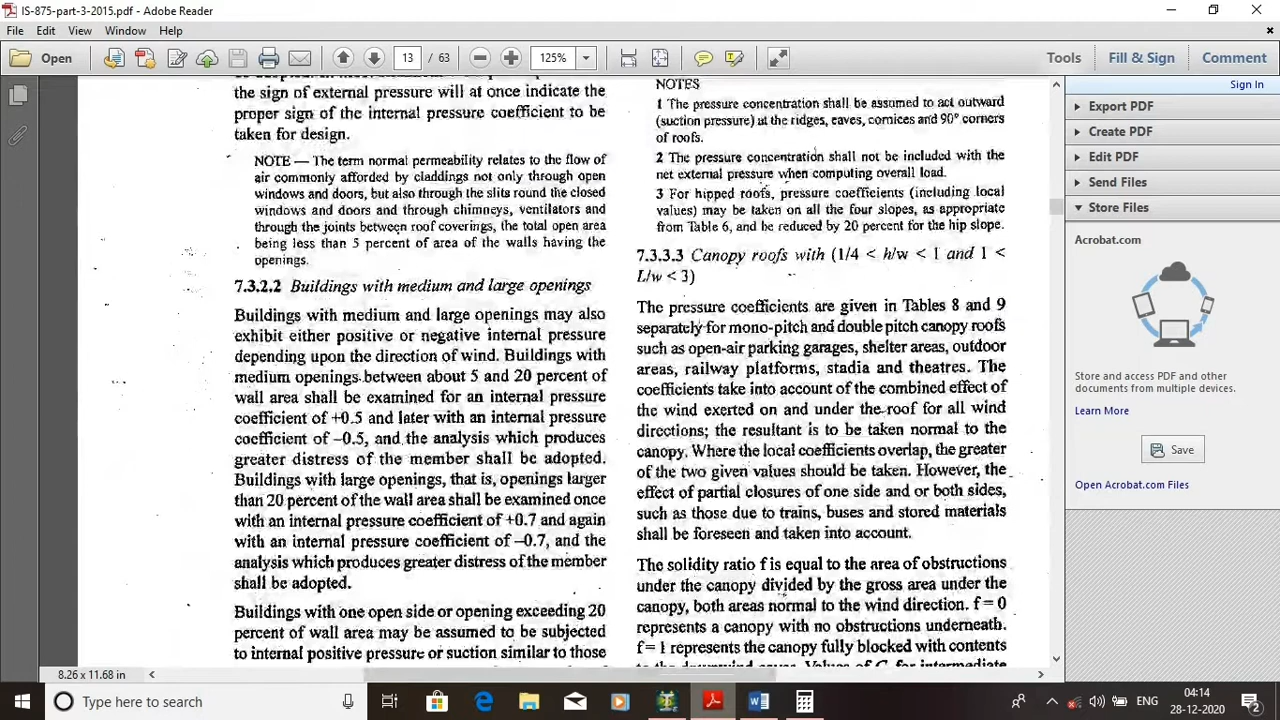 IS-875-part-3-2015.pdf - Adobe Reader
File Edit View Window Help
Open
13 / 63
125%
Tools
Fill & Sign
Comment
the sign of external pressure will at once indicate the
proper sign of the internal pressure coefficient to be
taken for design.
NOTE — The term normal permeability relates to the flow of
air commonly afforded by claddings not only through open
windows and doors, but also through the slits round the closed
windows and doors and through chimneys, ventilators and
through the joints between roof coverings, the total open area
being less than 5 percent of area of the walls having the
openings.
7.3.2.2 Buildings with medium and large openings
Buildings with medium and large openings may also
exhibit either positive or negative internal pressure
depending upon the direction of wind. Buildings with
medium openings between about 5 and 20 percent of
wall area shall be examined for an internal pressure
coefficient of +0.5 and later with an internal pressure
coefficient of –0.5, and the analysis which produces
greater distress of the member shall be adopted.
Buildings with large openings, that is, openings larger
than 20 percent of the wall area shall be examined once
with an internal pressure coefficient of +0.7 and again
with an internal pressure coefficient of –0.7, and the
analysis which produces greater distress of the member
shall be adopted.
Buildings with one open side or opening exceeding 20
percent of wall area may be assumed to be subjected
to internal positive pressure or suction similar to those
NOTES
1 The pressure concentration shall be assumed to act outward
(suction pressure) at the ridges, eaves, cornices and 90° corners
of roofs.
2 The pressure concentration shall not be included with the
net external pressure when computing overall load.
3 For hipped roofs, pressure coefficients (including local
values) may be taken on all the four slopes, as appropriate
from Table 6, and be reduced by 20 percent for the hip slope.
7.3.3.3 Canopy roofs with (1/4 < h/w < 1 and 1 <
L/w < 3)
The pressure coefficients are given in Tables 8 and 9
separately for mono-pitch and double pitch canopy roofs
such as open-air parking garages, shelter areas, outdoor
areas, railway platforms, stadia and theatres. The
coefficients take into account of the combined effect of
the wind exerted on and under the roof for all wind
directions; the resultant is to be taken normal to the
canopy. Where the local coefficients overlap, the greater
of the two given values should be taken. However, the
effect of partial closures of one side and or both sides,
such as those due to trains, buses and stored materials
shall be foreseen and taken into account.
The solidity ratio f is equal to the area of obstructions
under the canopy divided by the gross area under the
canopy, both areas normal to the wind direction. f = 0
represents a canopy with no obstructions underneath.
f = 1 represents the canopy fully blocked with contents
Sign In
Export PDF
Create PDF
Edit PDF
Send Files
Store Files
Acrobat.com
Store and access PDF and other
documents from multiple devices.
Learn More
Save
Open Acrobat.com Files
8.26 x 11.68 in
Type here to search
ENG
04:14
28-12-2020
2